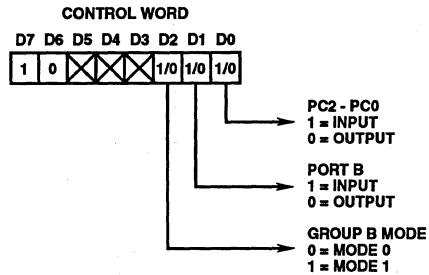 CONTROL WORD
D7 D6 D5 D4 D3 D2 D1 D0
1 0 1/0 1/0 1/0
PC2 - PC0
1 = INPUT
0 = OUTPUT
PORT B
1 = INPUT
0 = OUTPUT
GROUP B MODE
0 = MODE 0
1 = MODE 1